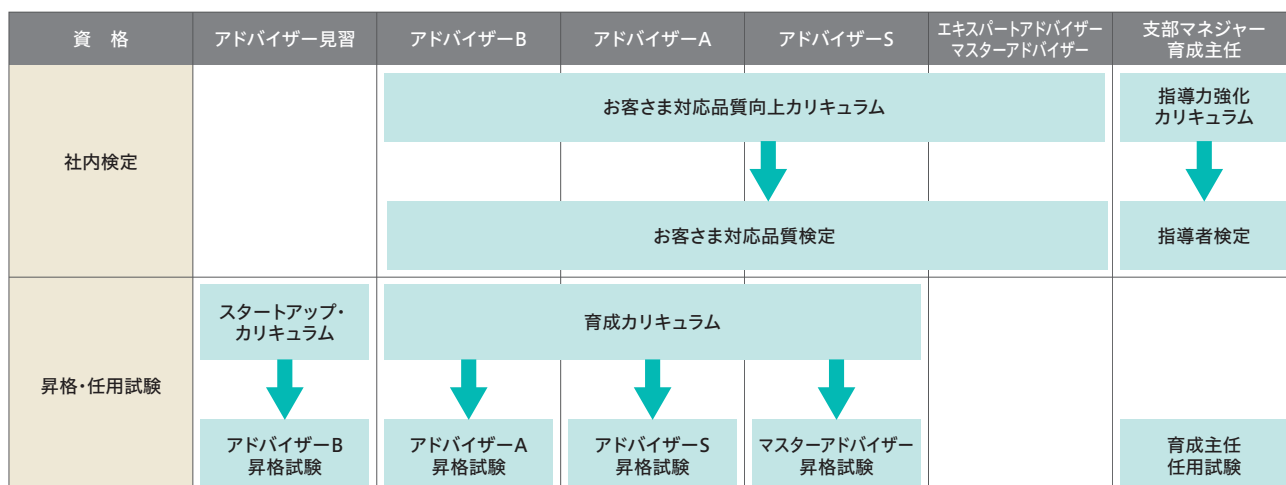 資 格
アドバイザー見習
アドバイザーB
アドバイザーA
アドバイザーS
エキスパートアドバイザー
マスターアドバイザー
支部マネジャー
育成主任
社内検定
お客さま対応品質向上カリキュラム
指導力強化
カリキュラム
お客さま対応品質検定
指導者検定
昇格・任用試験
スタートアップ・
カリキュラム
育成カリキュラム
アドバイザーB
昇格試験
アドバイザーA
昇格試験
アドバイザーS
昇格試験
マスターアドバイザー
昇格試験
育成主任
任用試験